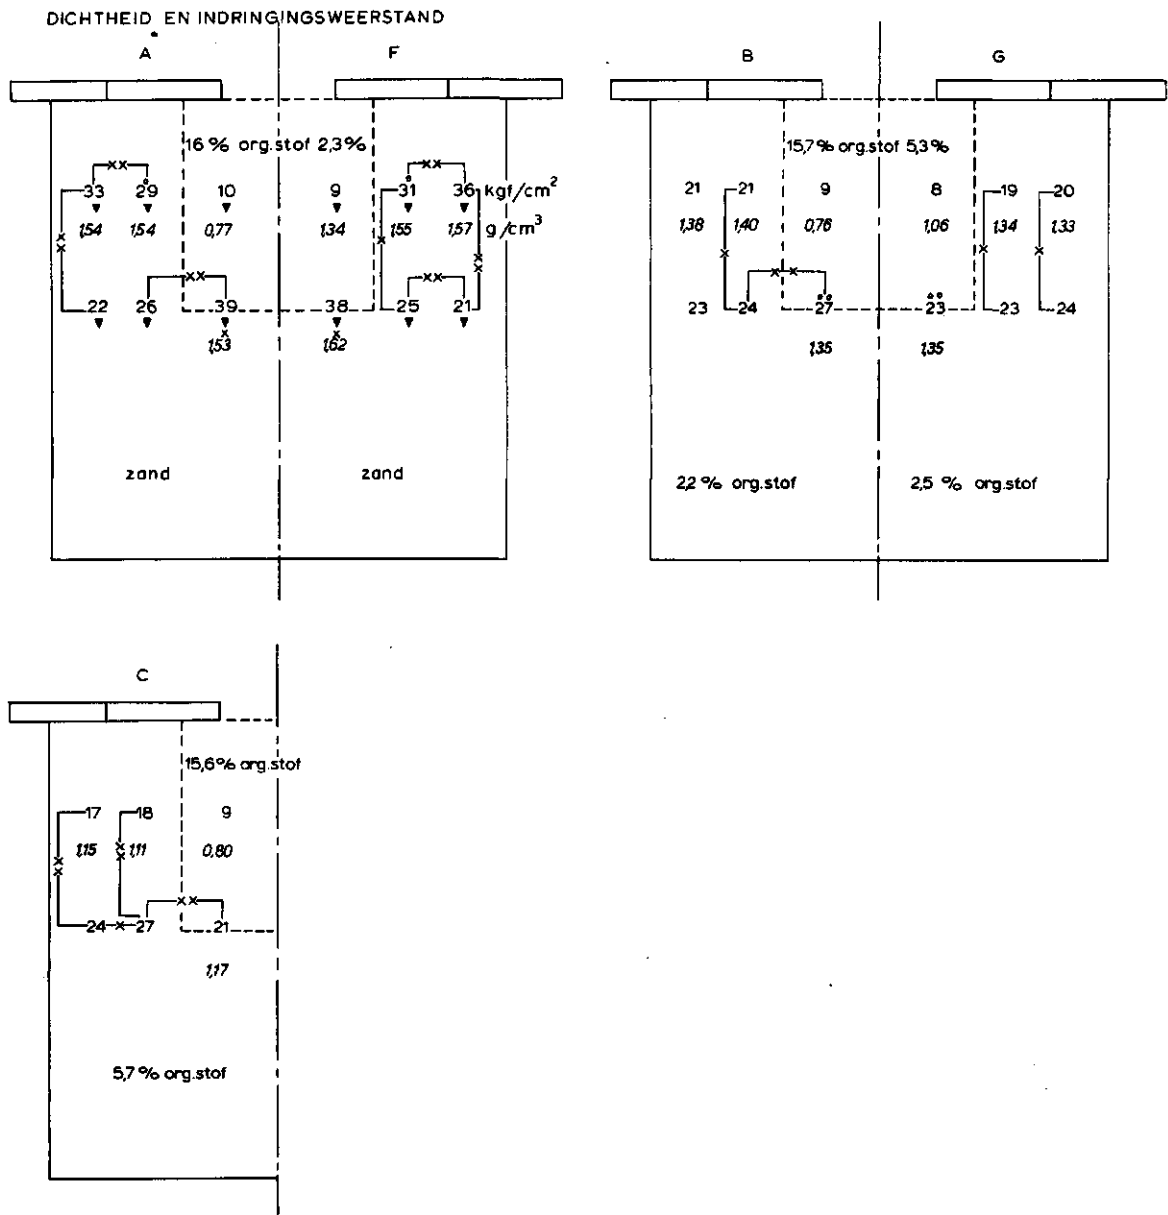 DICHTHEID EN INDRINGINGSWEERSTAND
A F
16 % org.stof 2,3 %
33 29 10 9 31 36 kgf/cm²
1,54 1,54 0,77 1,34 1,55 1,57 g/cm³
22 26 39 38 25 21
1,53 1,62
zand zand
B G
15,7 % org.stof 5,3 %
21 21 9 8 19 20
1,38 1,40 0,76 1,06 1,34 1,33
23 24 27 23 23 24
1,35 1,35
2,2 % org.stof 2,5 % org.stof
C
15,6 % org.stof
17 18 9
1,15 1,11 0,80
24 27 21
1,17
5,7 % org.stof